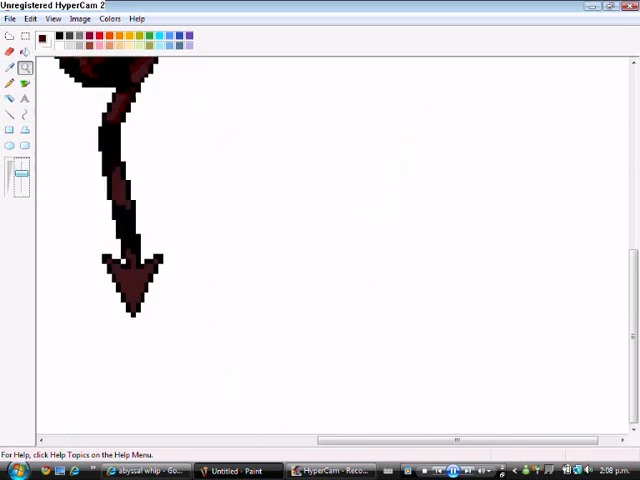 Unregistered HyperCam 2
File Edit View Image Colors Help
For Help, click Help Topics on the Help Menu.
abyssal whip - Goo...
Untitled - Paint
HyperCam - Reco...
2:08 p.m.